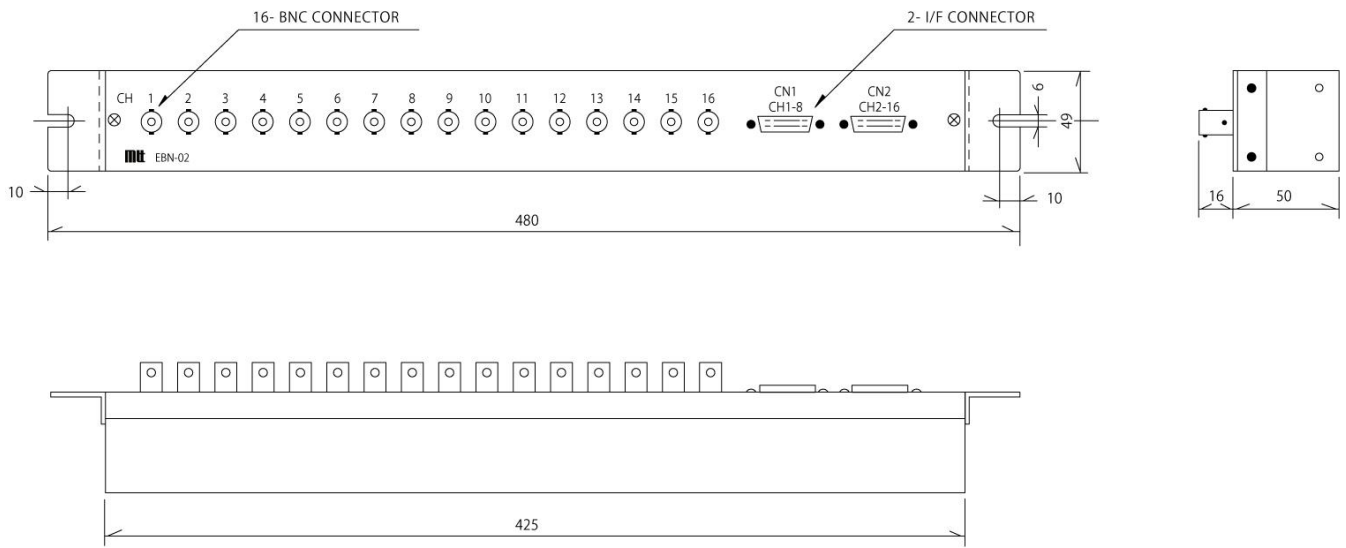 16- BNC CONNECTOR
2- I/F CONNECTOR
CH 1 2 3 4 5 6 7 8 9 10 11 12 13 14 15 16
CN1
CH1-8
CN2
CH2-16
mtt EBN-02
6
49
10
10
480
16
50
425